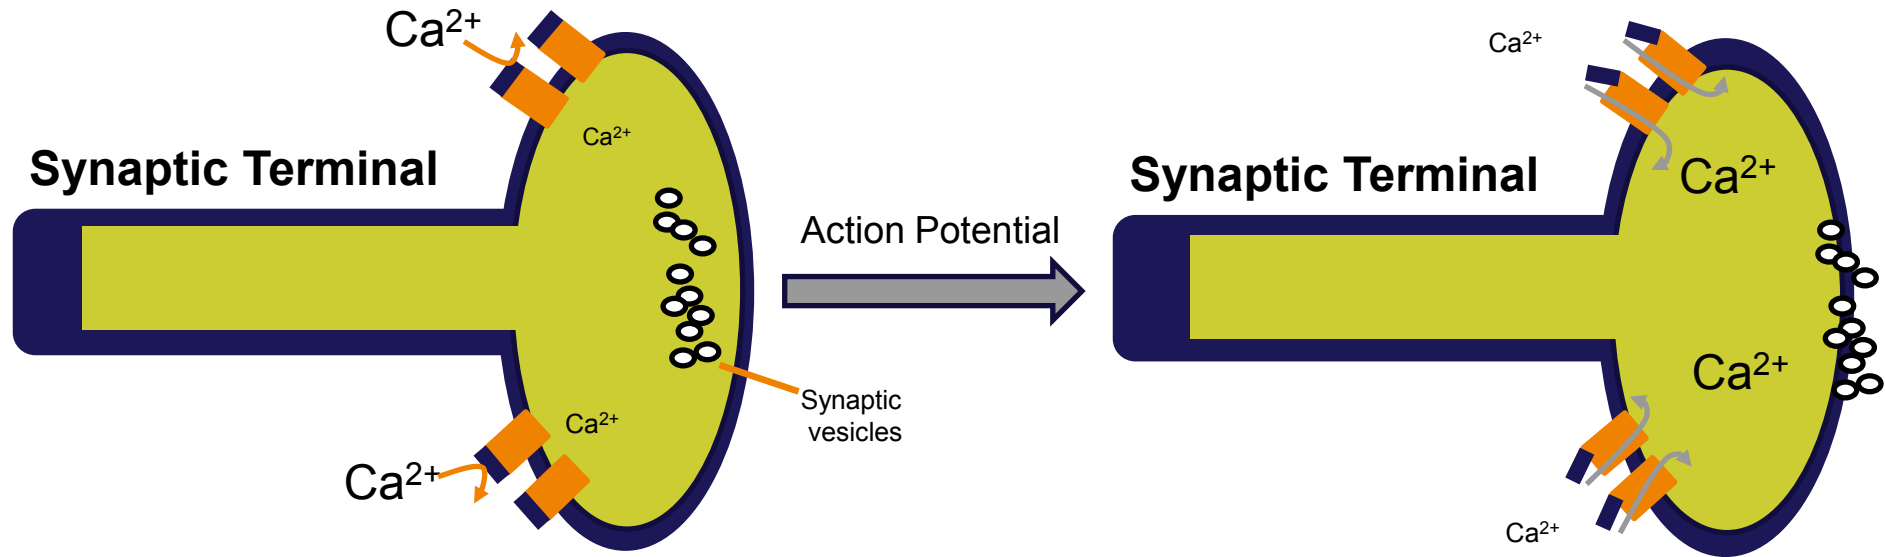 Ca²⁺
Ca²⁺
Synaptic Terminal
Ca²⁺
Ca²⁺
Synaptic
vesicles
Action Potential
Ca²⁺
Synaptic Terminal
Ca²⁺
Ca²⁺
Ca²⁺